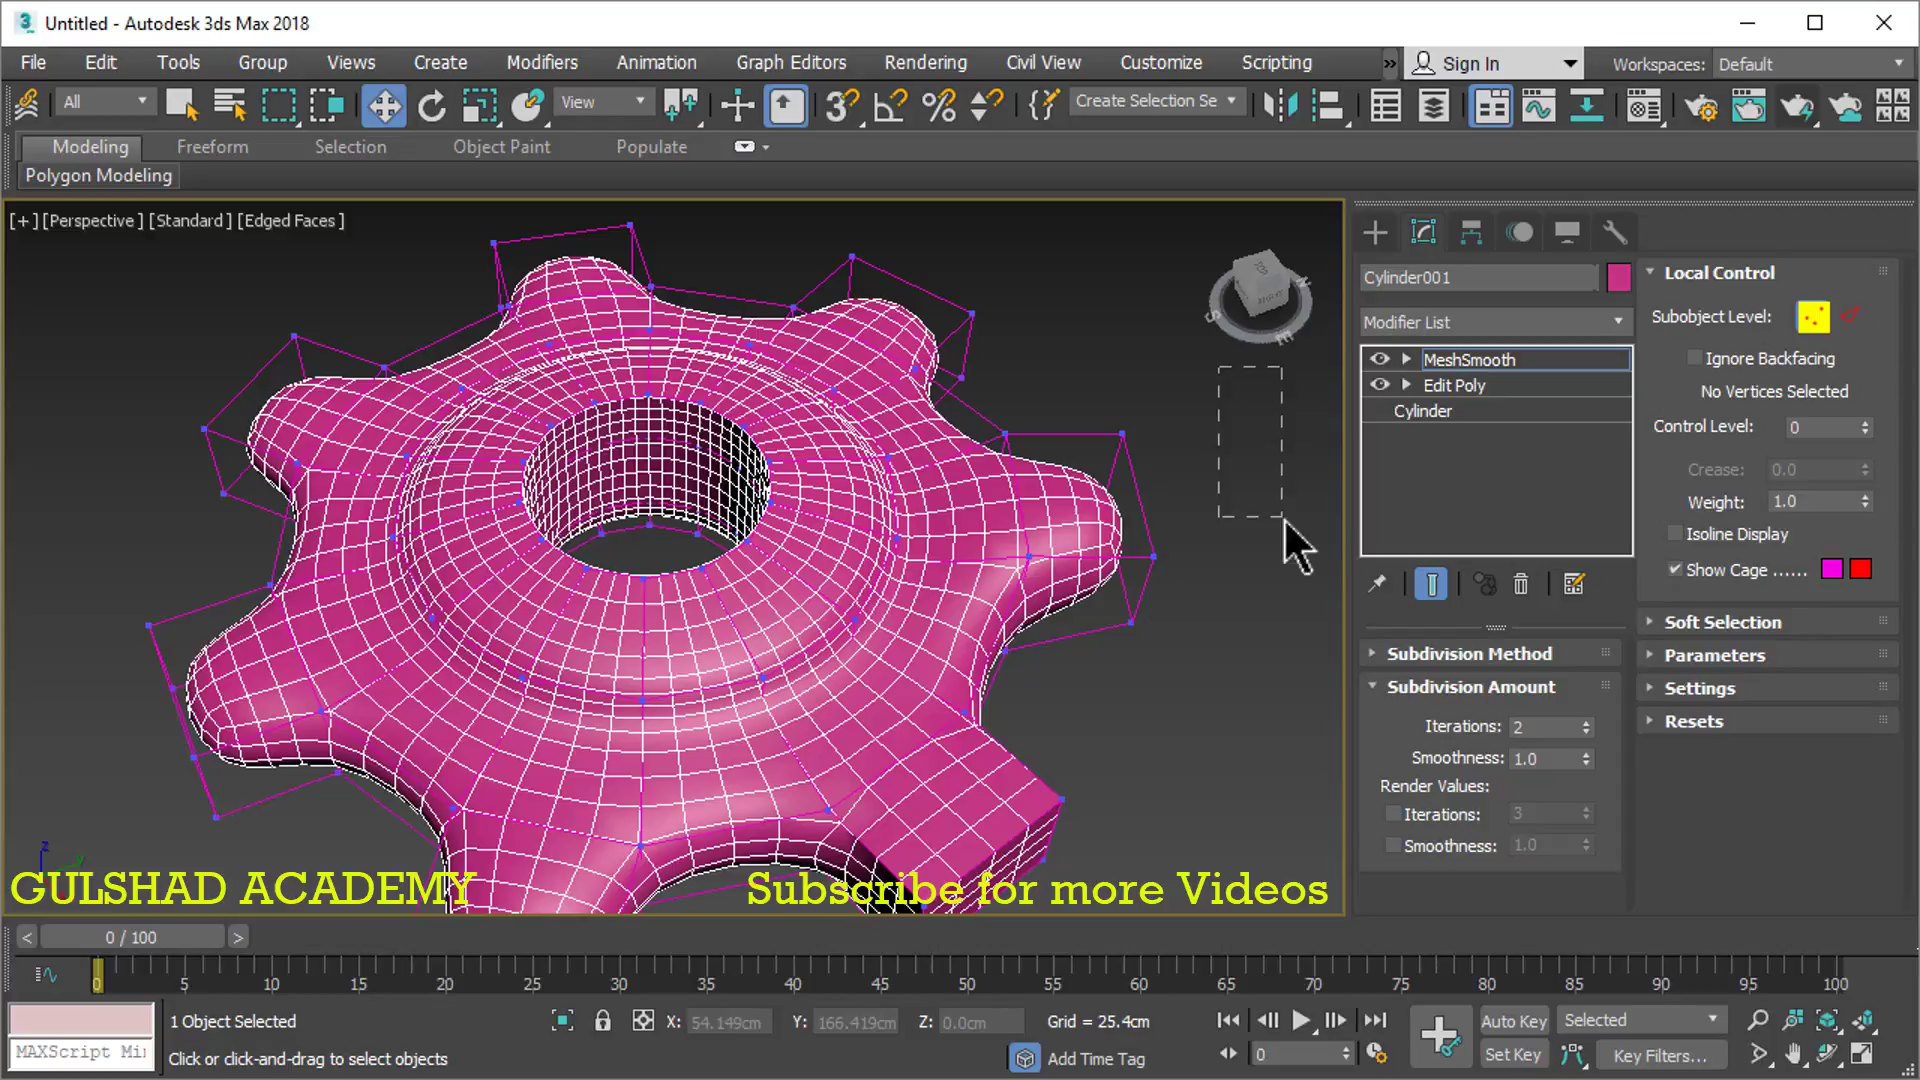 Untitled - Autodesk 3ds Max 2018
File Edit Tools Group Views Create Modifiers Animation Graph Editors Rendering Civil View Customize Scripting » Sign In Workspaces: Default
All View Create Selection Se
Modeling Freeform Selection Object Paint Populate
Polygon Modeling
[+] [Perspective] [Standard] [Edged Faces]
Cylinder001
Modifier List
MeshSmooth
Edit Poly
Cylinder
Subdivision Method
Subdivision Amount
Iterations: 2
Smoothness: 1.0
Render Values:
Iterations: 3
Smoothness: 1.0
Local Control
Subobject Level:
Ignore Backfacing
No Vertices Selected
Control Level: 0
Crease: 0.0
Weight: 1.0
Isoline Display
Show Cage ......
Soft Selection
Parameters
Settings
Resets
GULSHAD ACADEMY Subscribe for more Videos
< 0 / 100 >
0 5 10 15 20 25 30 35 40 45 50 55 60 65 70 75 80 85 90 95 100
1 Object Selected X: 54.149cm Y: 166.419cm Z: 0.0cm Grid = 25.4cm Auto Key Selected
MAXScript Mi Click or click-and-drag to select objects Add Time Tag 0 Set Key Key Filters...